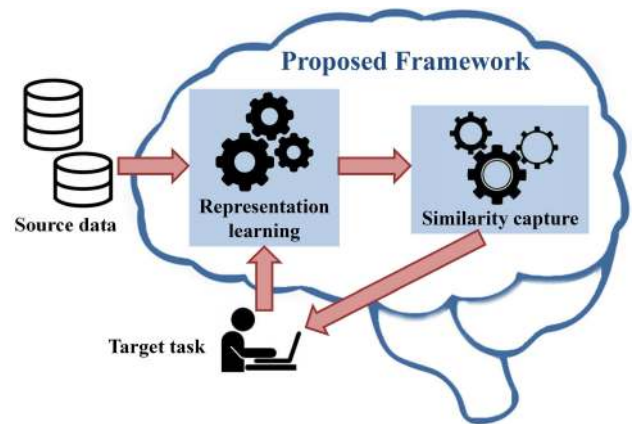 Proposed Framework
Source data
Representation
learning
Similarity capture
Target task